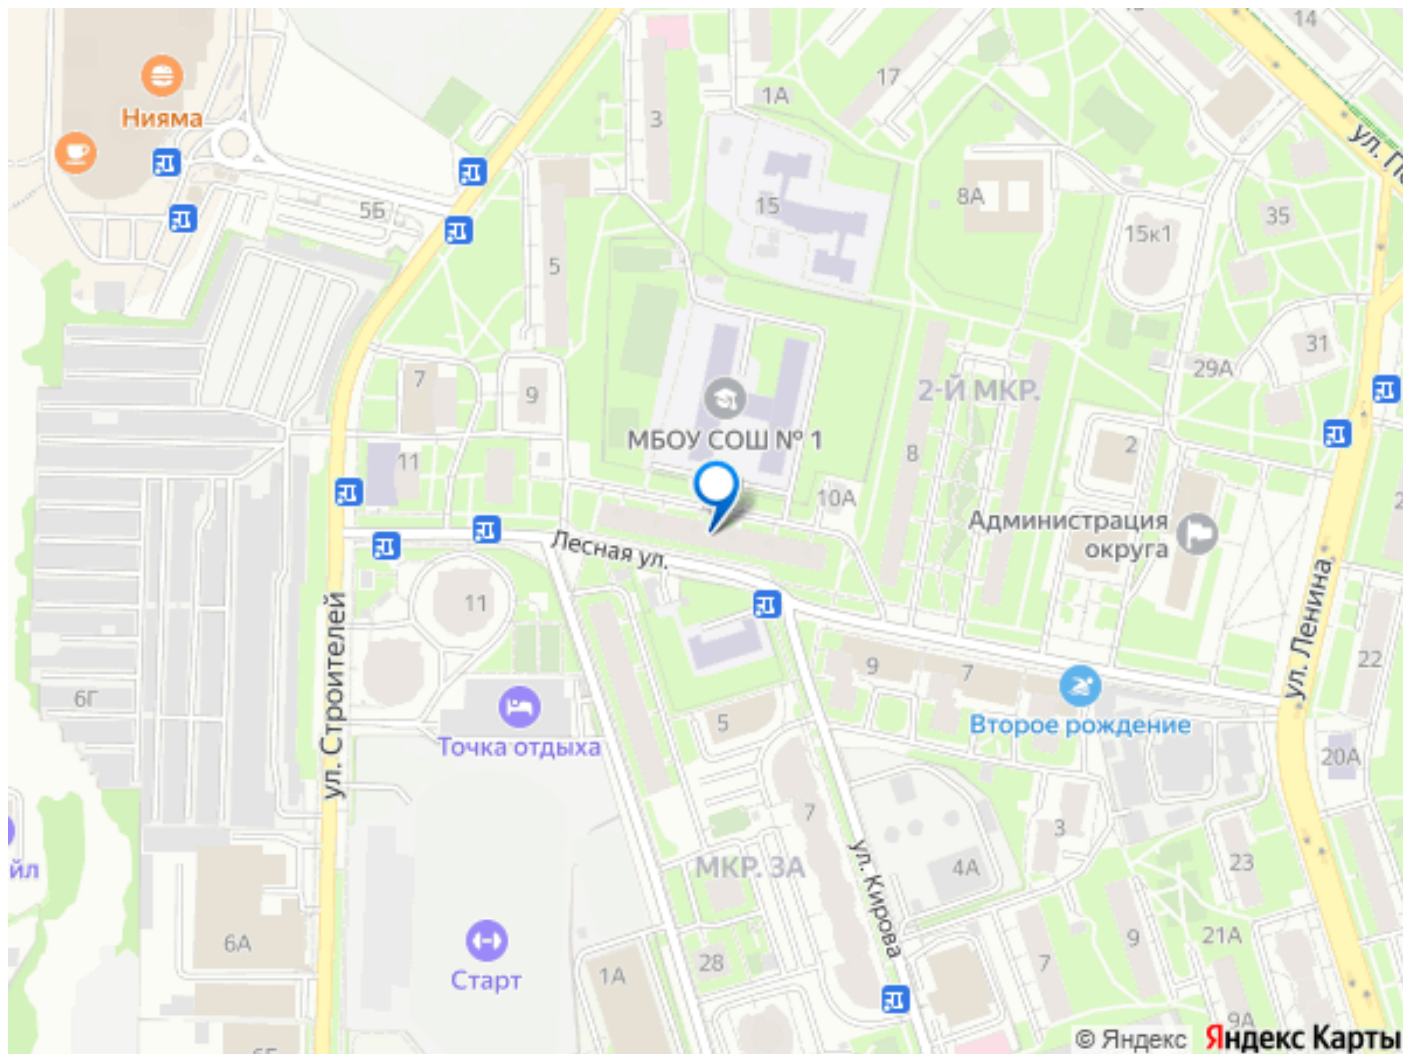 14
17
1А
3
Нияма
ул. По
15
8А
5Б
35
15к1
5
31
29А
7
9
2-Й МКР.
МБОУ СОШ № 1
2
8
11
10А
Администрация
округа
Лесная ул.
11
ул. Строителей
ул. Ленина
22
9
7
6Г
5
Второе рождение
Точка отдыха
20А
7
3
ул. Кирова
23
МКР. 3А
4А
йл
6А
9
21А
28
7
1А
Старт
9А
© Яндекс
Яндекс Карты